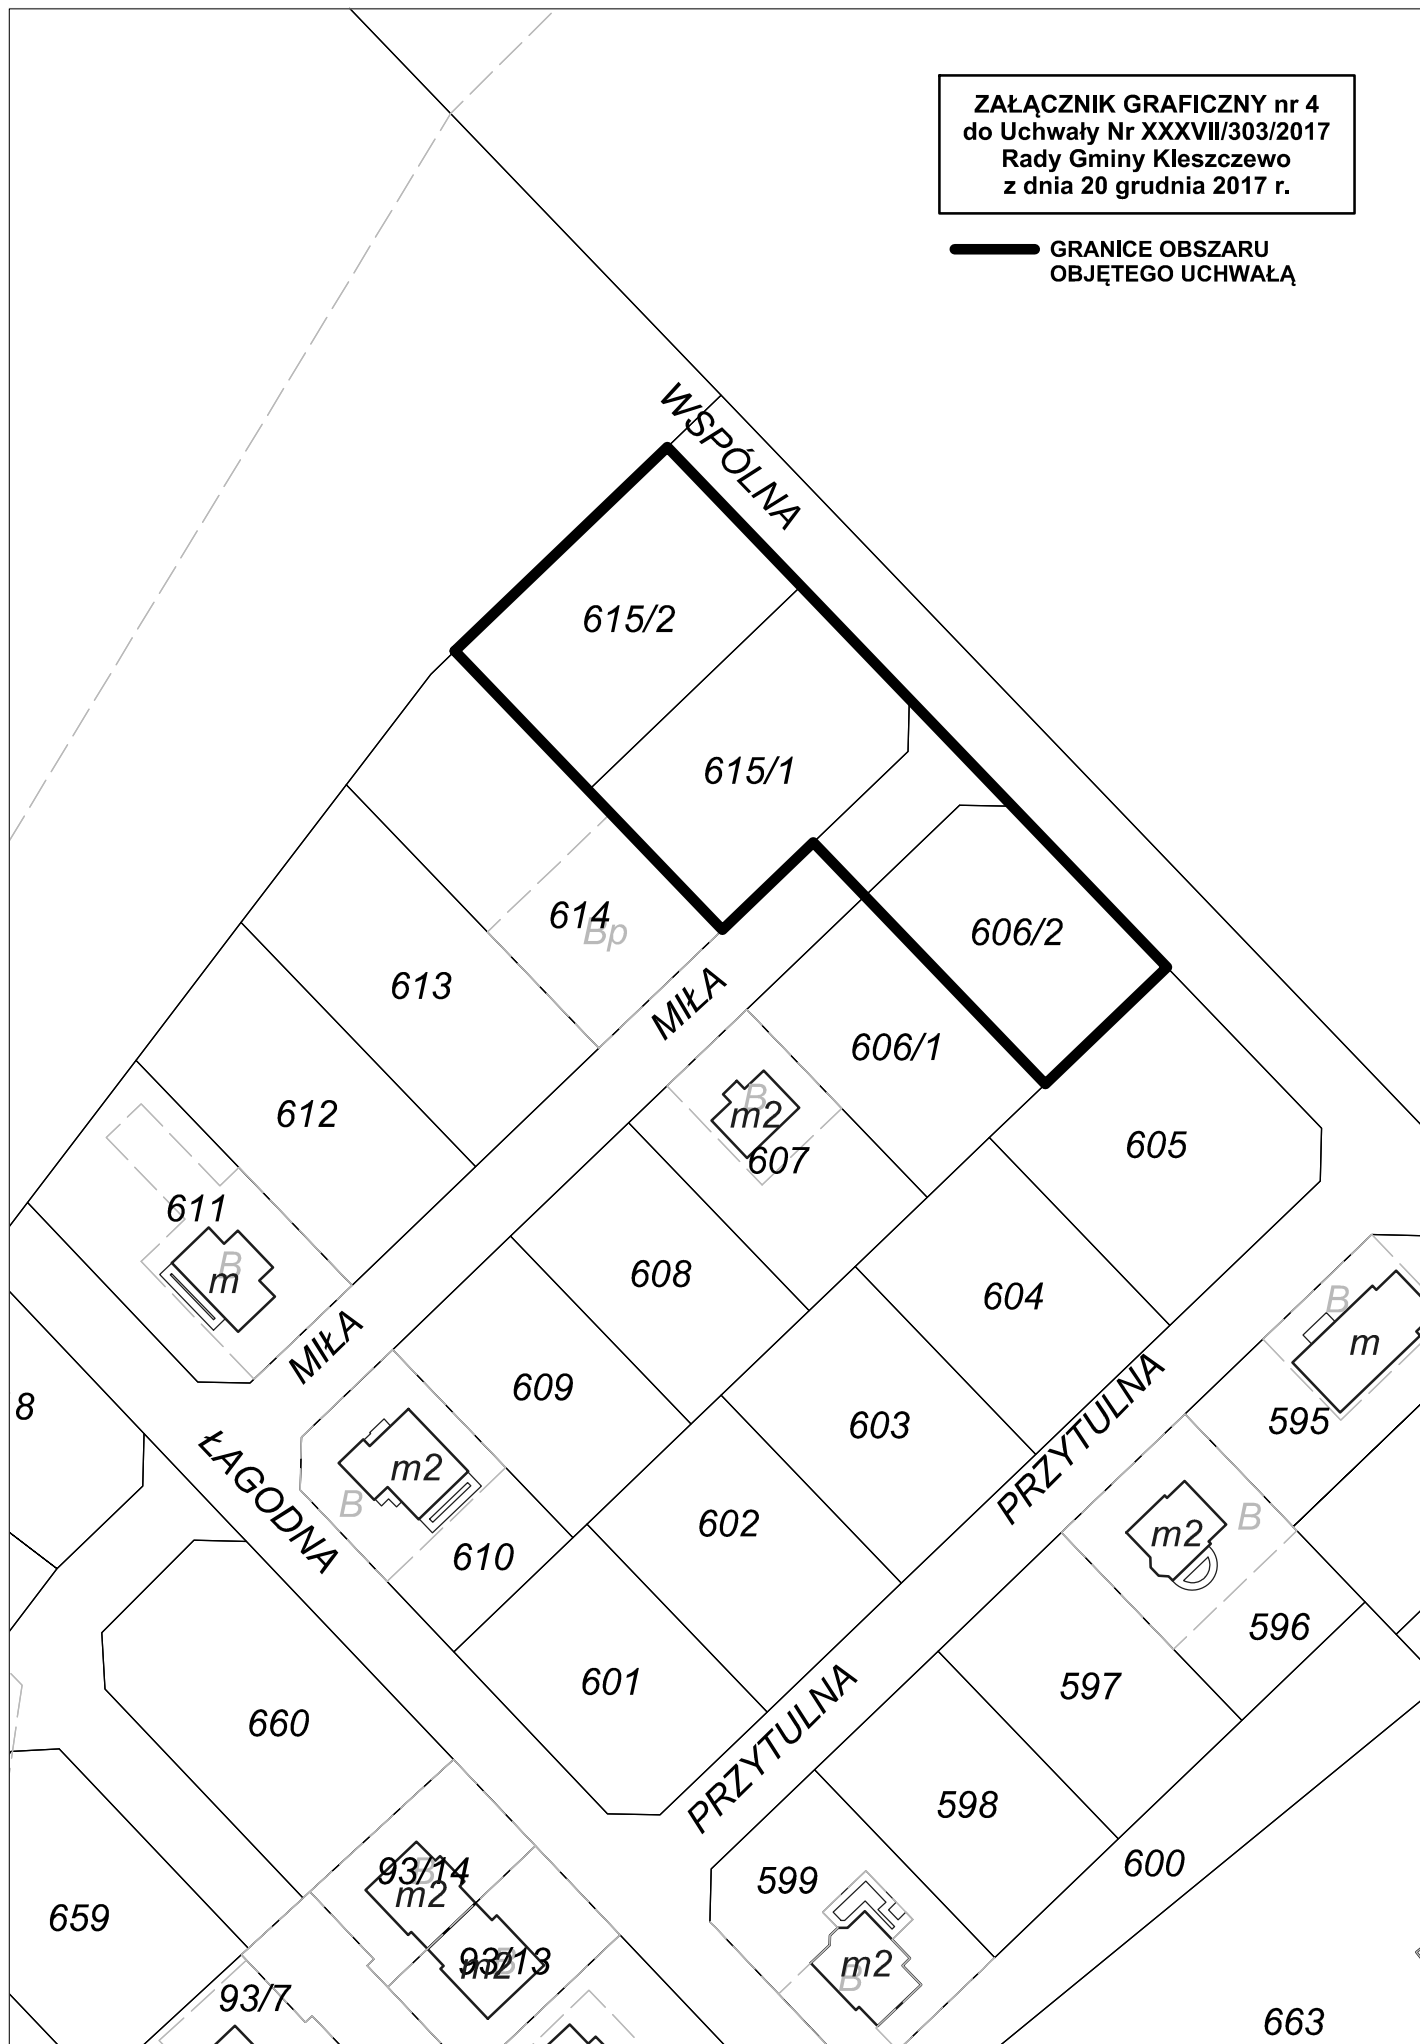 ZAŁĄCZNIK GRAFICZNY nr 4
do Uchwały Nr XXXVII/303/2017
Rady Gminy Kleszczewo
z dnia 20 grudnia 2017 r.
GRANICE OBSZARU
OBJĘTEGO UCHWAŁĄ
WSPÓLNA
615/2
615/1
614
Bp
606/2
613
MIŁA
606/1
B
m2
612
605
607
611
B
m
608
604
B
MIŁA
m
609
8
PRZYTULNA
595
603
ŁAGODNA
m2
B
602
B
m2
610
596
601
597
660
PRZYTULNA
598
600
93/14
B
m2
599
659
93/13
B
m2
m2
B
93/7
663